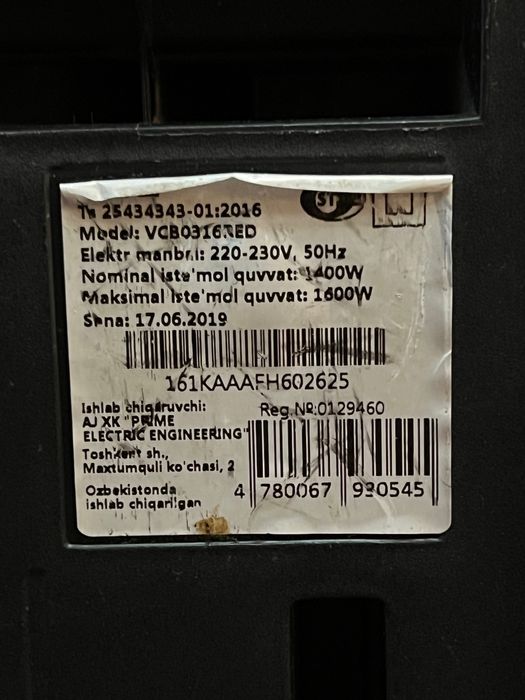 Ts 25434343-01:2016
Model: VCB0316RED
Elektr manbai: 220-230V, 50Hz
Nominal iste'mol quvvat: 1400W
Maksimal iste'mol quvvat: 1600W
Sana: 17.06.2019
161KAAAFH602625
Ishlab chiqaruvchi:
Reg.№:0129460
AJ XK "PRIME
ELECTRIC ENGINEERING"
Toshkent sh.,
Maxtumquli ko'chasi, 2
Ozbekistonda
ishlab chiqarilgan
4 780067 930545